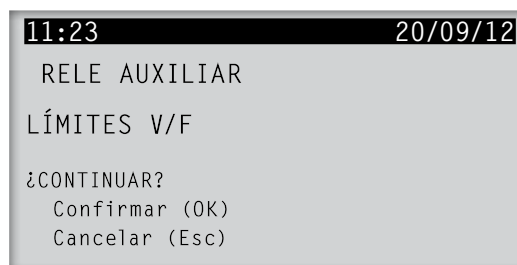 11:23 20/09/12
RELE AUXILIAR
LÍMITES V/F
¿CONTINUAR?
Confirmar (OK)
Cancelar (Esc)